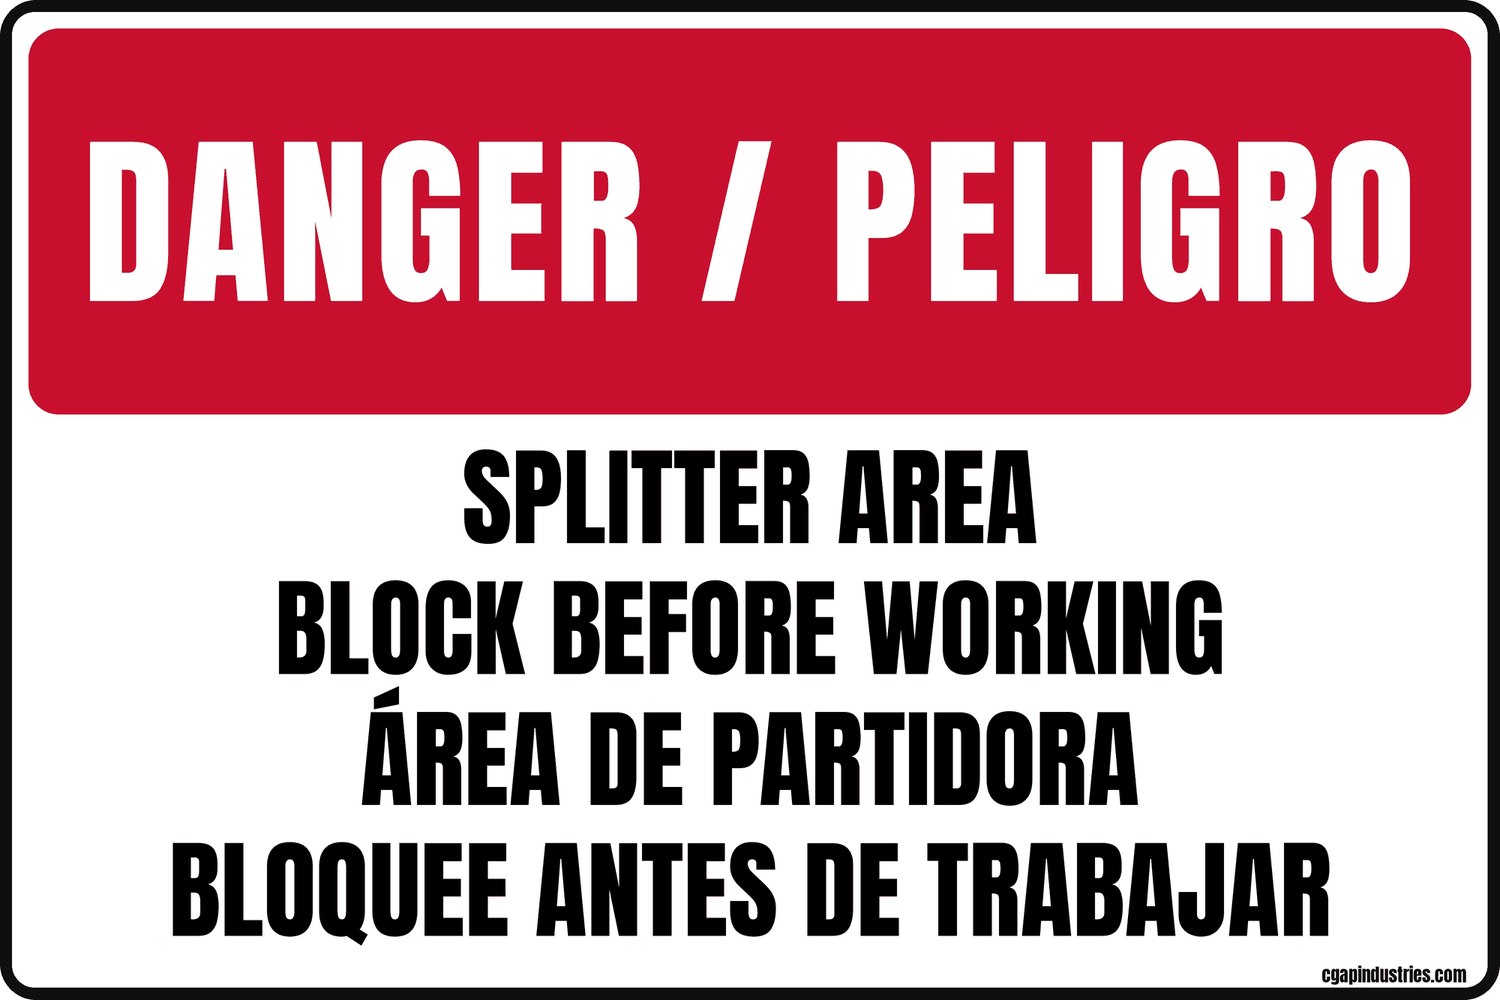 DANGER / PELIGRO
SPLITTER AREA
BLOCK BEFORE WORKING
ÁREA DE PARTIDORA
BLOQUEE ANTES DE TRABAJAR
cgapindustries.com